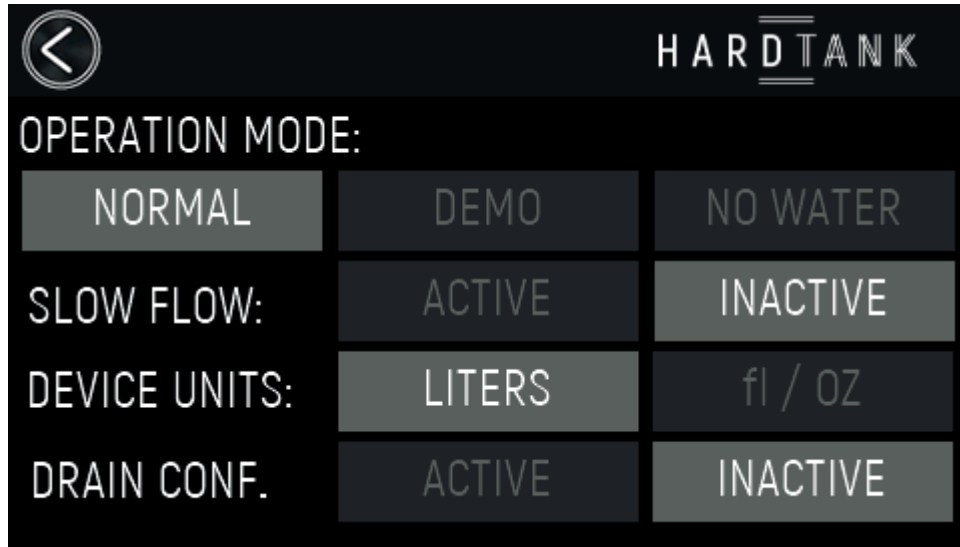 HARDTANK
OPERATION MODE:
NORMAL DEMO NO WATER
SLOW FLOW: ACTIVE INACTIVE
DEVICE UNITS: LITERS fl / OZ
DRAIN CONF. ACTIVE INACTIVE